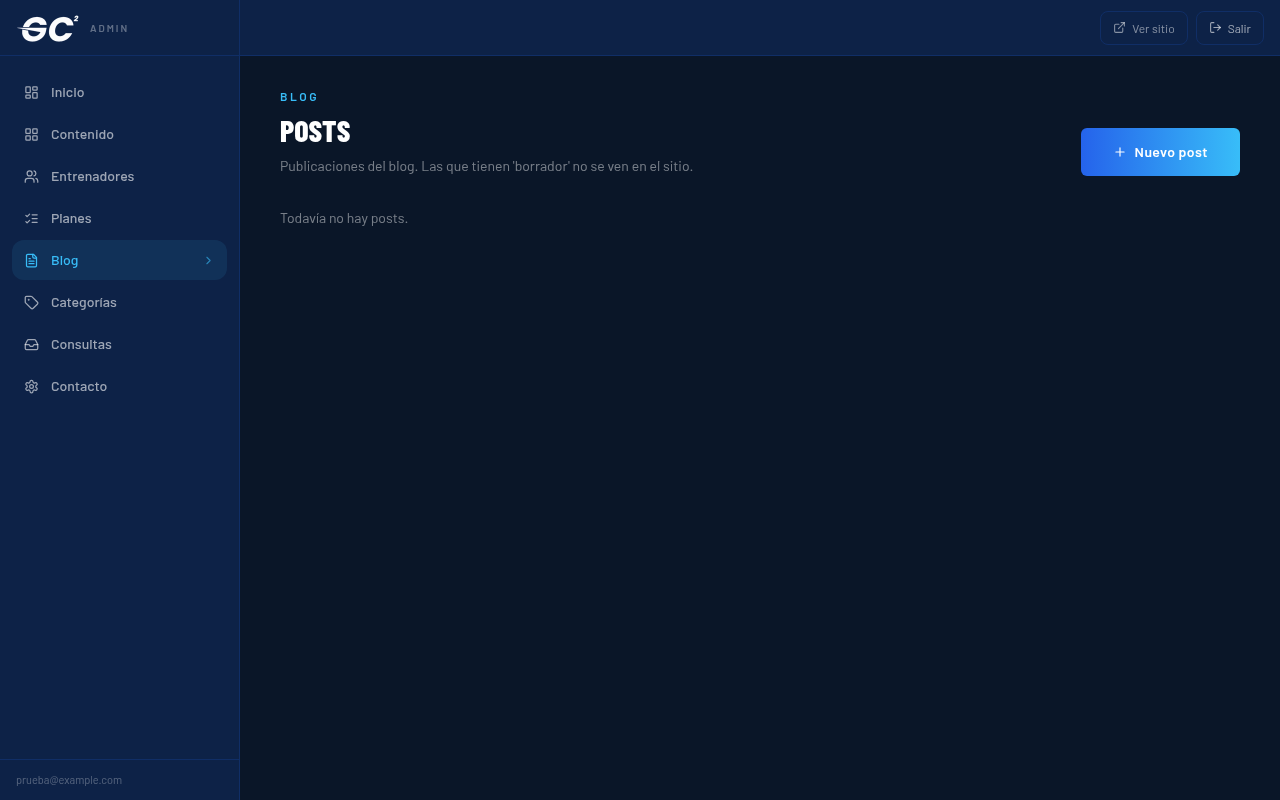 GC²
ADMIN
Ver sitio
Salir
Inicio
Contenido
Entrenadores
Planes
Blog
Categorías
Consultas
Contacto
BLOG
POSTS
Publicaciones del blog. Las que tienen 'borrador' no se ven en el sitio.
Nuevo post
Todavía no hay posts.
prueba@example.com